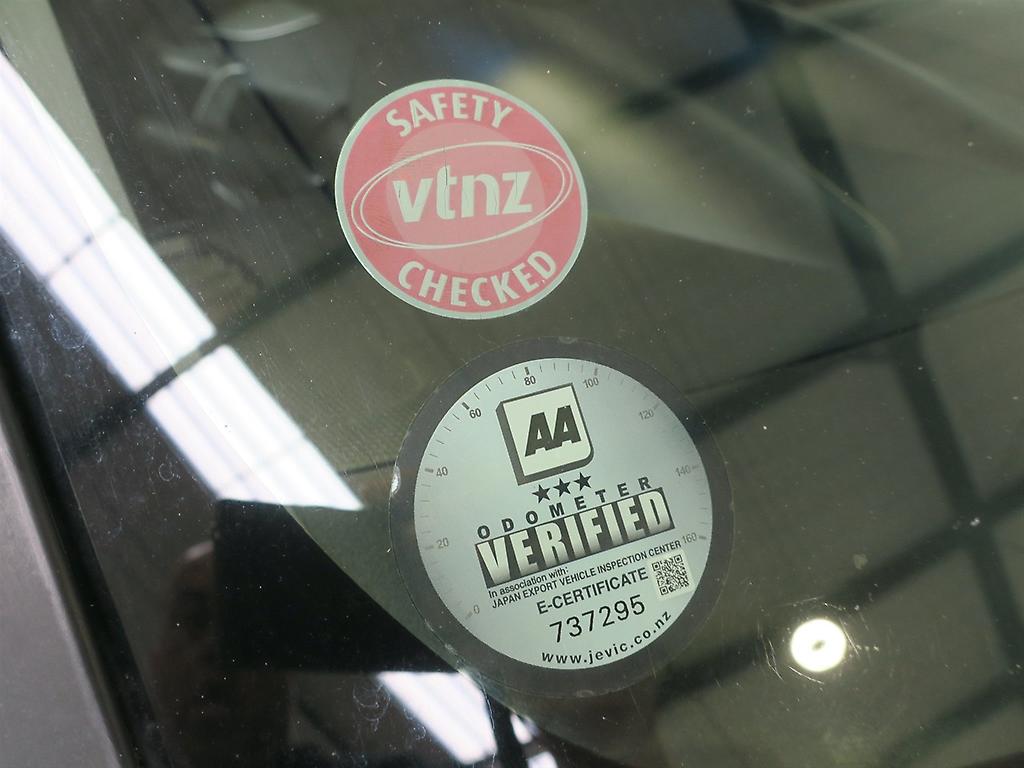 SAFETY
vtnz
CHECKED
0
20
40
60
80
100
120
140
160
AA
ODOMETER
VERIFIED
In association with:
JAPAN EXPORT VEHICLE INSPECTION CENTER
E-CERTIFICATE
737295
www.jevic.co.nz